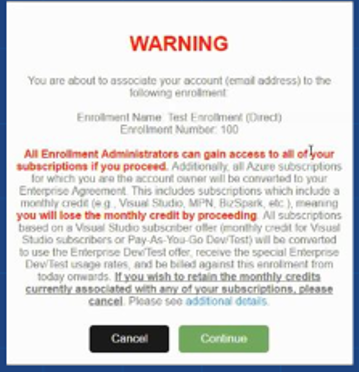 WARNING
You are about to associate your account (email address) to the
following enrollment:
Enrollment Name: Test Enrollment (Direct)
Enrollment Number: 100
All Enrollment Administrators can gain access to all of your
subscriptions if you proceed. Additionally, all Azure subscriptions
for which you are the account owner will be converted to your
Enterprise Agreement. This includes subscriptions which include a
monthly credit (e.g., Visual Studio, MPN, BizSpark, etc.), meaning
you will lose the monthly credit by proceeding. All subscriptions
based on a Visual Studio subscriber offer (monthly credit for Visual
Studio subscribers or Pay-As-You-Go Dev/Test) will be converted
to use the Enterprise Dev/Test offer, receive the special Enterprise
Dev/Test usage rates, and be billed against this enrollment from
today onwards. If you wish to retain the monthly credits
currently associated with any of your subscriptions, please
cancel. Please see additional details.
Cancel Continue